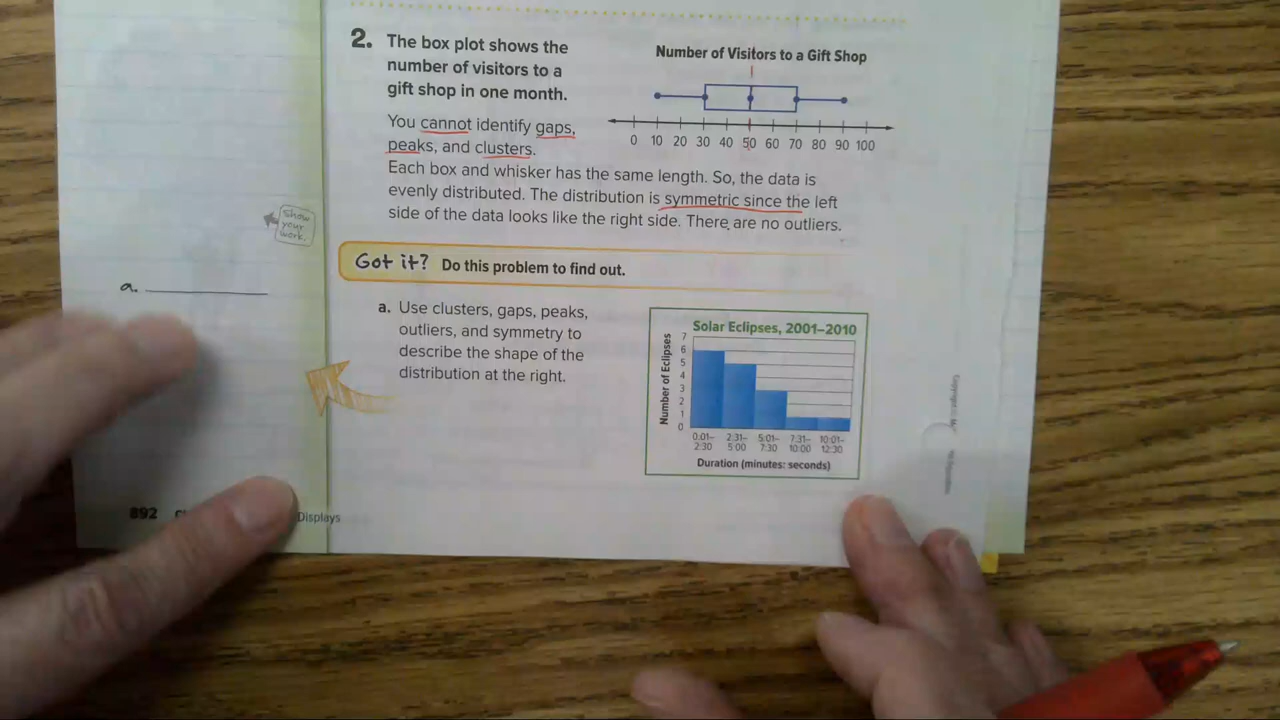 2. The box plot shows the
number of visitors to a
gift shop in one month.
You cannot identify gaps,
peaks, and clusters.
Each box and whisker has the same length. So, the data is
evenly distributed. The distribution is symmetric since the left
side of the data looks like the right side. There are no outliers.
Number of Visitors to a Gift Shop
0 10 20 30 40 50 60 70 80 90 100
Show
your
work.
Got it? Do this problem to find out.
a.
a. Use clusters, gaps, peaks,
outliers, and symmetry to
describe the shape of the
distribution at the right.
Solar Eclipses, 2001–2010
Number of Eclipses
7
6
5
4
3
2
1
0
0:01– 2:31– 5:01– 7:31– 10:01–
2:30 5:00 7:30 10:00 12:30
Duration (minutes: seconds)
892
Displays